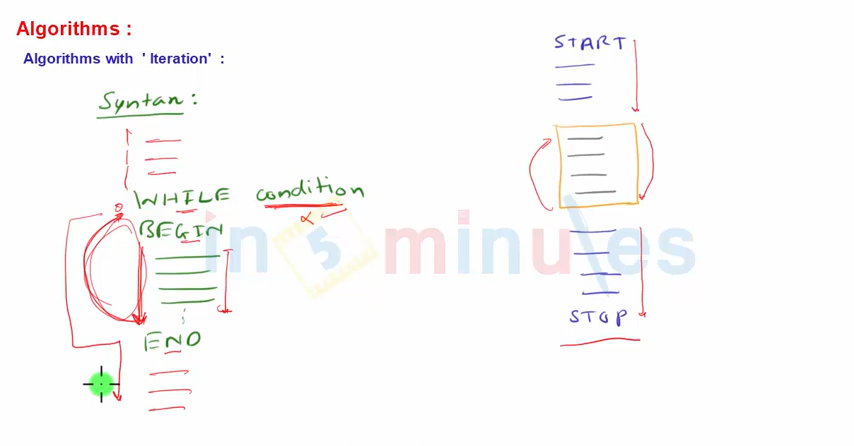 Algorithms :
Algorithms with ' Iteration' :
Syntax :
WHILE condition
BEGIN
END
START
STOP
in 5 minutes